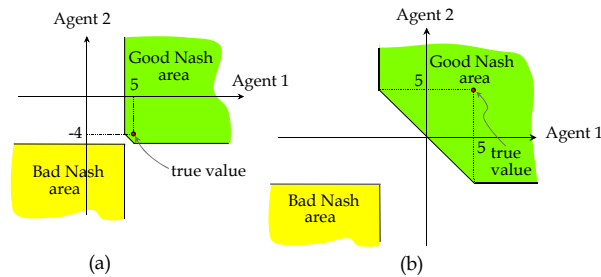 Agent 2
Good Nash
area
5
Agent 1
-4
Bad Nash
area
true value
(a)
Agent 2
Good Nash
area
5
Agent 1
5
true
value
Bad Nash
area
(b)